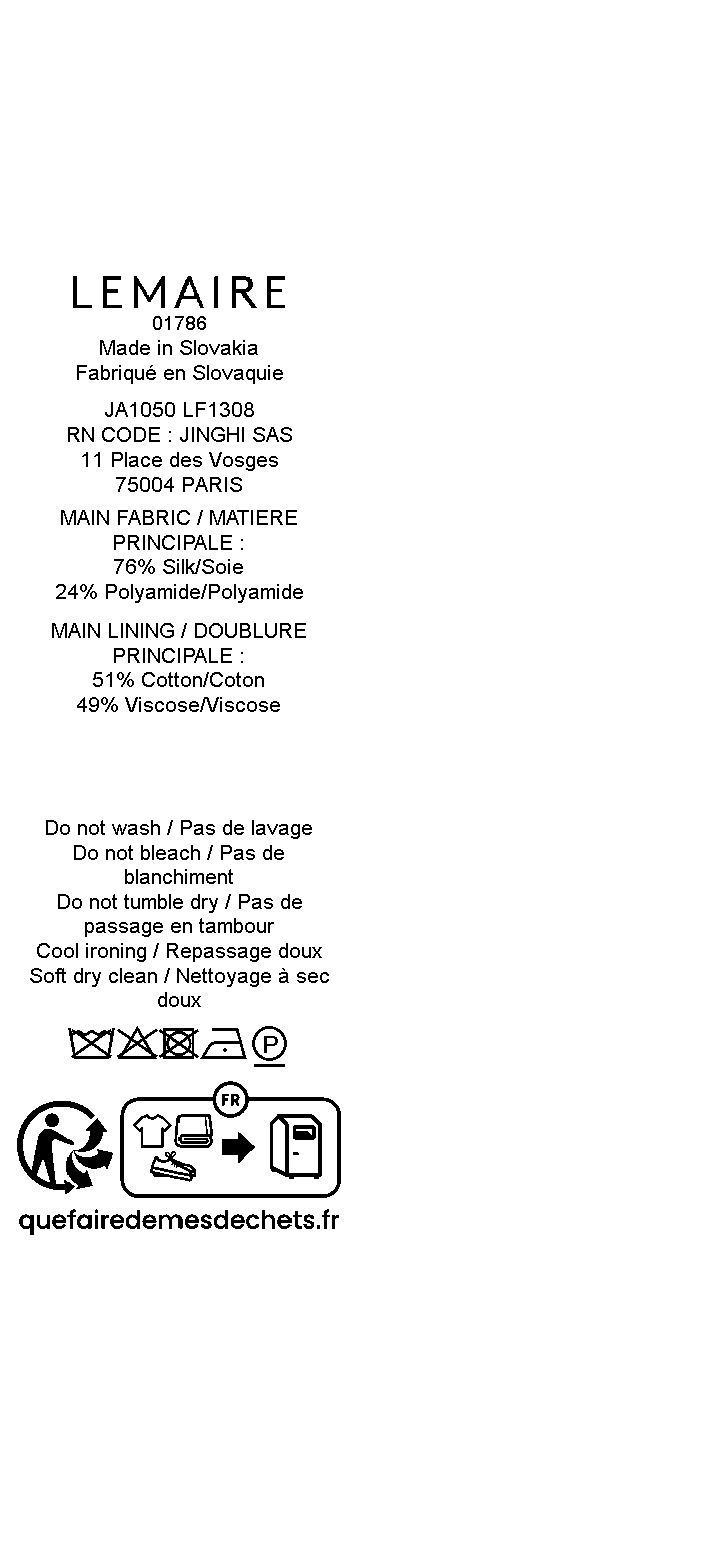 LEMAIRE
01786
Made in Slovakia
Fabriqué en Slovaquie
JA1050 LF1308
RN CODE : JINGHI SAS
11 Place des Vosges
75004 PARIS
MAIN FABRIC / MATIERE
PRINCIPALE :
76% Silk/Soie
24% Polyamide/Polyamide
MAIN LINING / DOUBLURE
PRINCIPALE :
51% Cotton/Coton
49% Viscose/Viscose
Do not wash / Pas de lavage
Do not bleach / Pas de
blanchiment
Do not tumble dry / Pas de
passage en tambour
Cool ironing / Repassage doux
Soft dry clean / Nettoyage à sec
doux
P
FR
quefairedemesdechets.fr